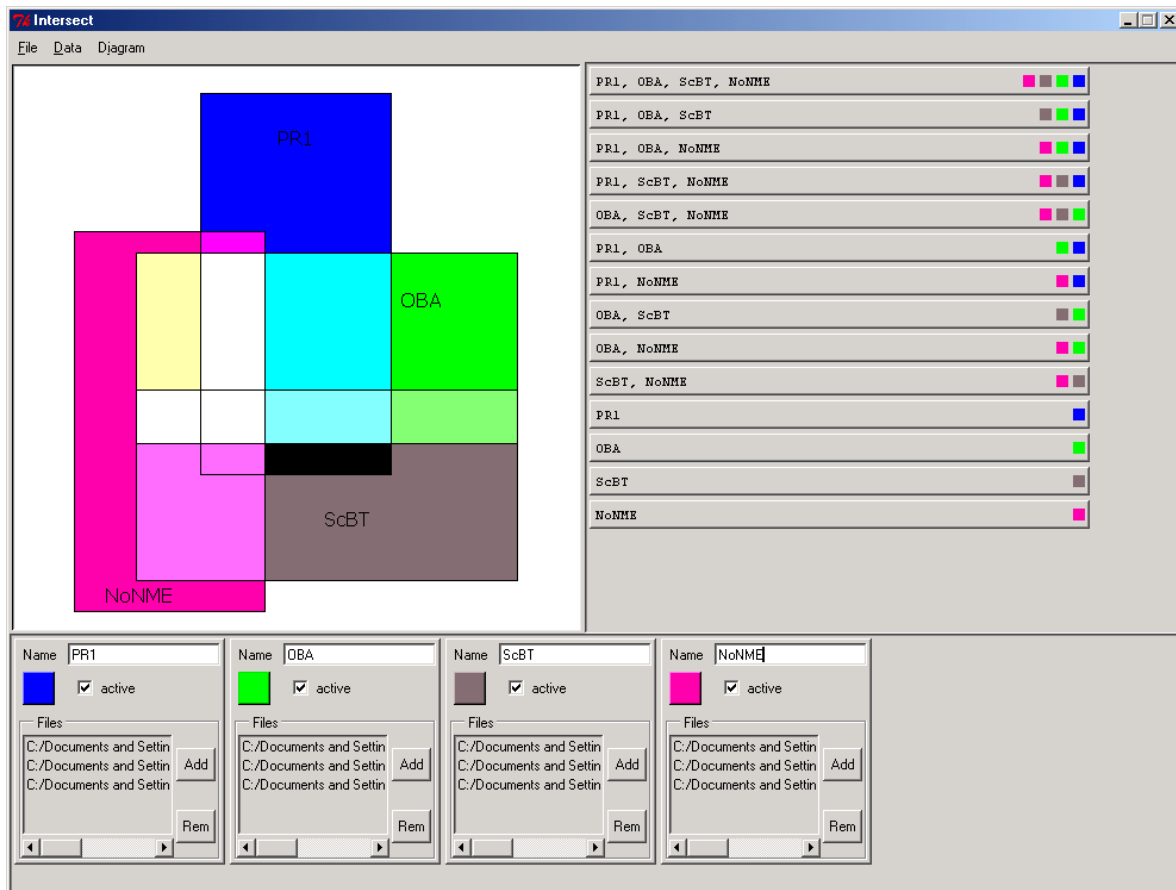 Intersect
File Data Diagram
PR1
OBA
ScBT
NoNME
PR1, OBA, ScBT, NoNME
PR1, OBA, ScBT
PR1, OBA, NoNME
PR1, ScBT, NoNME
OBA, ScBT, NoNME
PR1, OBA
PR1, NoNME
OBA, ScBT
OBA, NoNME
ScBT, NoNME
PR1
OBA
ScBT
NoNME
Name PR1
active
Files
C:/Documents and Settin
C:/Documents and Settin
C:/Documents and Settin
Add
Rem
Name OBA
active
Files
C:/Documents and Settin
C:/Documents and Settin
C:/Documents and Settin
Add
Rem
Name ScBT
active
Files
C:/Documents and Settin
C:/Documents and Settin
C:/Documents and Settin
Add
Rem
Name NoNME
active
Files
C:/Documents and Settin
C:/Documents and Settin
C:/Documents and Settin
Add
Rem